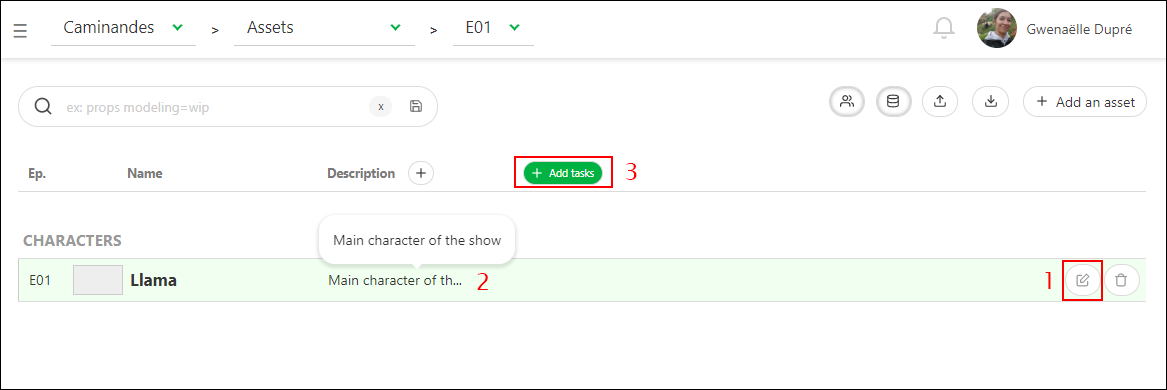 Caminandes > Assets > E01 Gwenaëlle Dupré
ex: props modeling=wip x + Add an asset
Ep. Name Description + + Add tasks 3
Main character of the show
CHARACTERS
E01 Llama Main character of th... 2 1